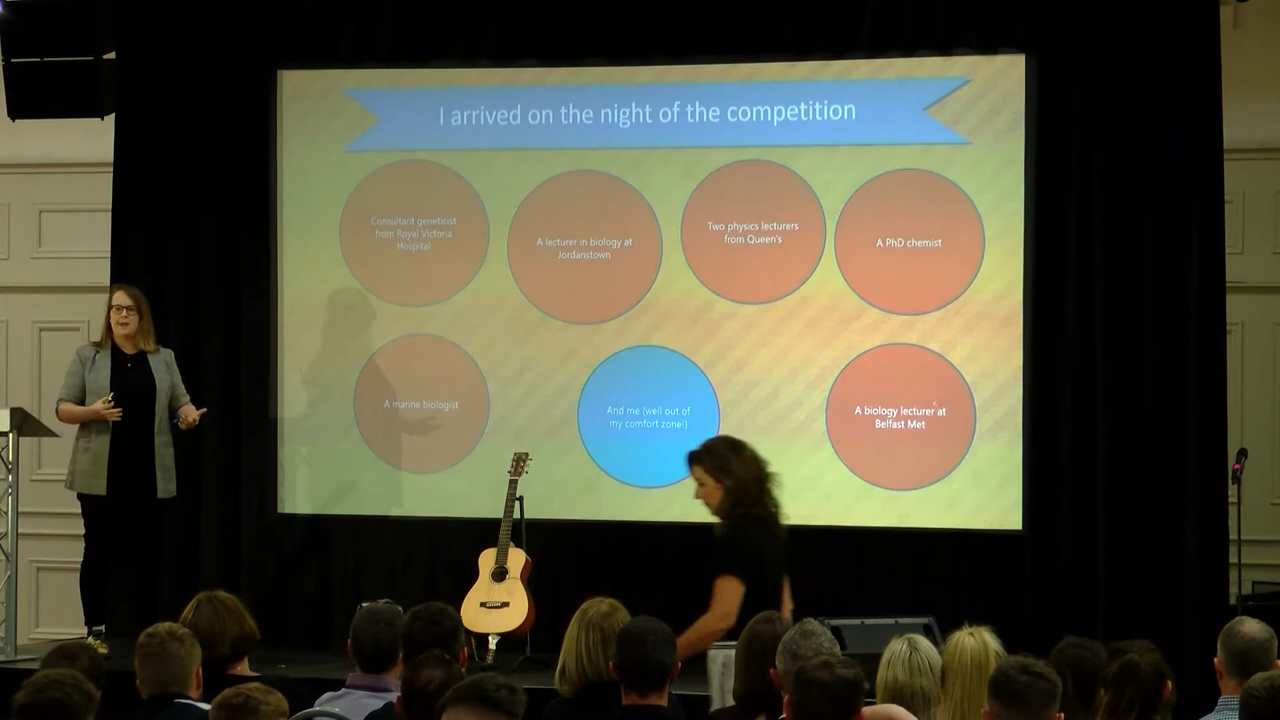 I arrived on the night of the competition
Consultant geneticist
from Royal Victoria
Hospital
A lecturer in biology at
Jordanstown
Two physics lecturers
from Queen's
A PhD chemist
A marine biologist
And me (well out of
my comfort zone!)
A biology lecturer at
Belfast Met